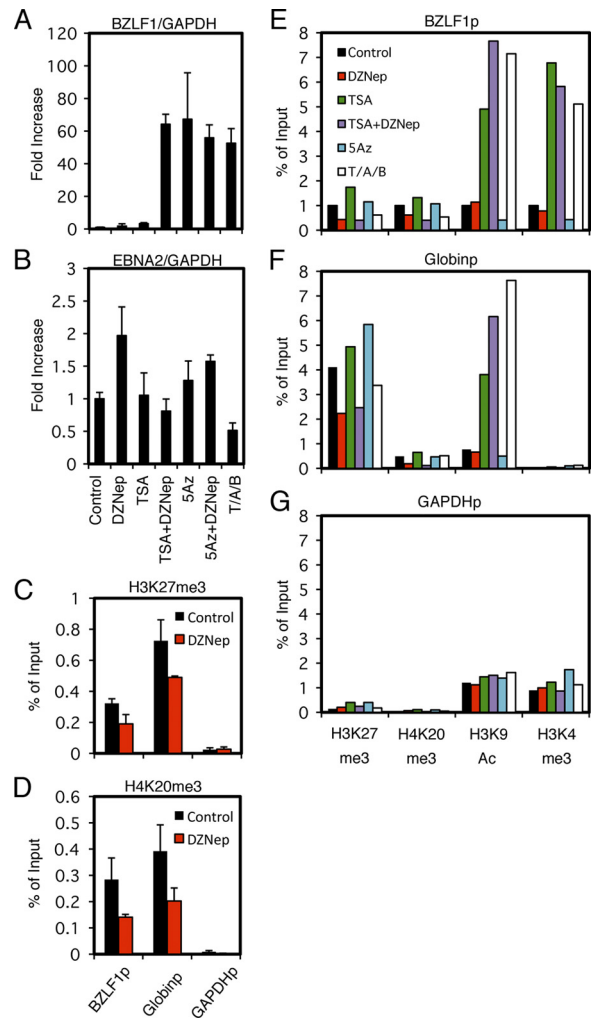 A
BZLF1/GAPDH
Fold Increase
120
100
80
60
40
20
0
B
EBNA2/GAPDH
Fold Increase
3
2.5
2
1.5
1
0.5
0
Control
DZNep
TSA
TSA+DZNep
5Az
5Az+DZNep
T/A/B
C
H3K27me3
% of Input
1
0.8
0.6
0.4
0.2
0
Control
DZNep
D
H4K20me3
% of Input
0.6
0.5
0.4
0.3
0.2
0.1
0
Control
DZNep
BZLF1p
Globinp
GAPDHp
E
BZLF1p
% of Input
8
7
6
5
4
3
2
1
0
Control
DZNep
TSA
TSA+DZNep
5Az
T/A/B
F
Globinp
% of Input
8
7
6
5
4
3
2
1
0
G
GAPDHp
% of Input
8
7
6
5
4
3
2
1
0
H3K27 H4K20 H3K9 H3K4
me3 me3 Ac me3